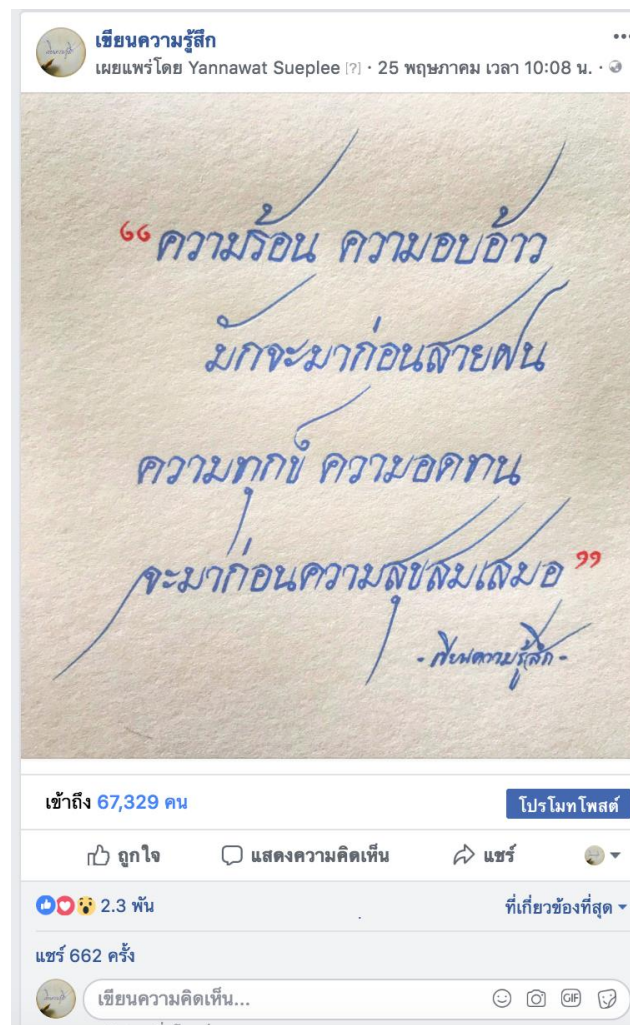 เขียนความรู้สึก
เผยแพร่โดย Yannawat Sueplee [?] · 25 พฤษภาคม เวลา 10:08 น. ·
“ความร้อน ความอบอ้าว
มักจะมาก่อนสายฝน
ความทุกข์ ความอดทน
จะมาก่อนความสุขสมเสมอ”
- เขียนความรู้สึก -
เข้าถึง 67,329 คน
โปรโมทโพสต์
ถูกใจ แสดงความคิดเห็น แชร์
2.3 พัน ที่เกี่ยวข้องที่สุด
แชร์ 662 ครั้ง
เขียนความคิดเห็น... GIF